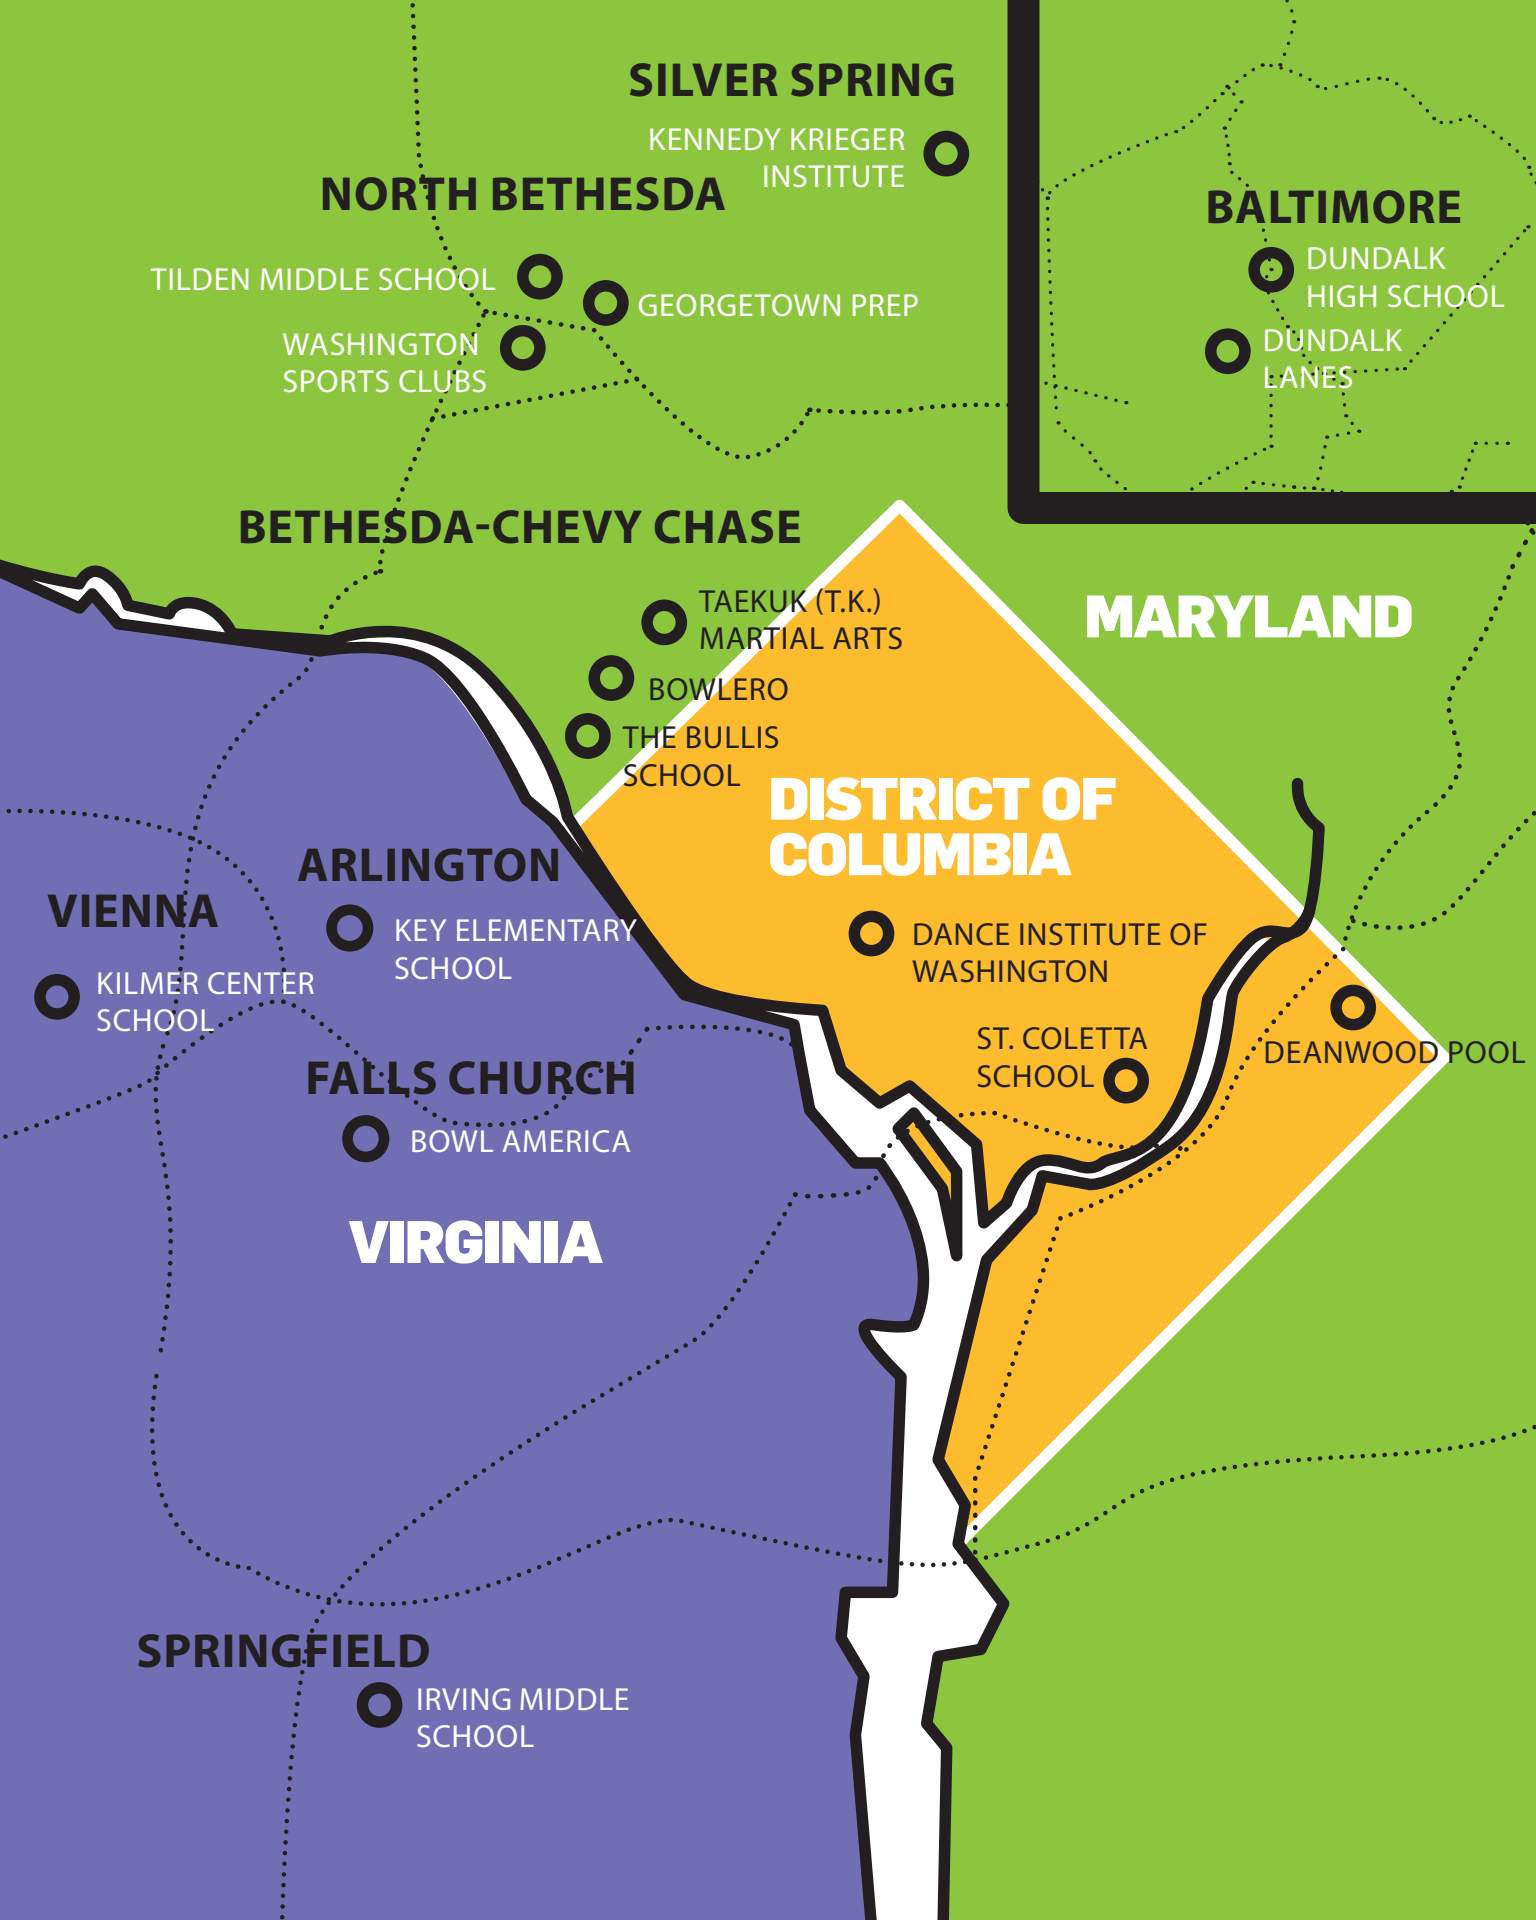 SILVER SPRING
KENNEDY KRIEGER
INSTITUTE
NORTH BETHESDA
TILDEN MIDDLE SCHOOL
GEORGETOWN PREP
WASHINGTON
SPORTS CLUBS
BALTIMORE
DUNDALK
HIGH SCHOOL
DUNDALK
LANES
BETHESDA-CHEVY CHASE
TAEKUK (T.K.)
MARTIAL ARTS
BOWLERO
THE BULLIS
SCHOOL
MARYLAND
DISTRICT OF
COLUMBIA
DANCE INSTITUTE OF
WASHINGTON
ST. COLETTA
SCHOOL
DEANWOOD POOL
ARLINGTON
KEY ELEMENTARY
SCHOOL
VIENNA
KILMER CENTER
SCHOOL
FALLS CHURCH
BOWL AMERICA
VIRGINIA
SPRINGFIELD
IRVING MIDDLE
SCHOOL